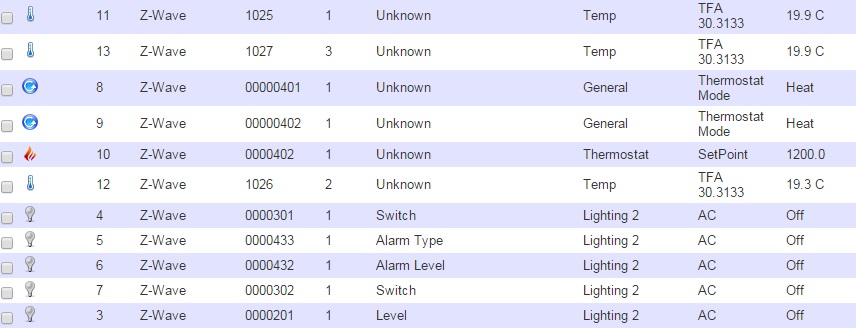 11 Z-Wave 1025 1 Unknown Temp TFA 30.3133 19.9 C
13 Z-Wave 1027 3 Unknown Temp TFA 30.3133 19.9 C
8 Z-Wave 00000401 1 Unknown General Thermostat Mode Heat
9 Z-Wave 00000402 1 Unknown General Thermostat Mode Heat
10 Z-Wave 0000402 1 Unknown Thermostat SetPoint 1200.0
12 Z-Wave 1026 2 Unknown Temp TFA 30.3133 19.3 C
4 Z-Wave 0000301 1 Switch Lighting 2 AC Off
5 Z-Wave 0000433 1 Alarm Type Lighting 2 AC Off
6 Z-Wave 0000432 1 Alarm Level Lighting 2 AC Off
7 Z-Wave 0000302 1 Switch Lighting 2 AC Off
3 Z-Wave 0000201 1 Level Lighting 2 AC Off